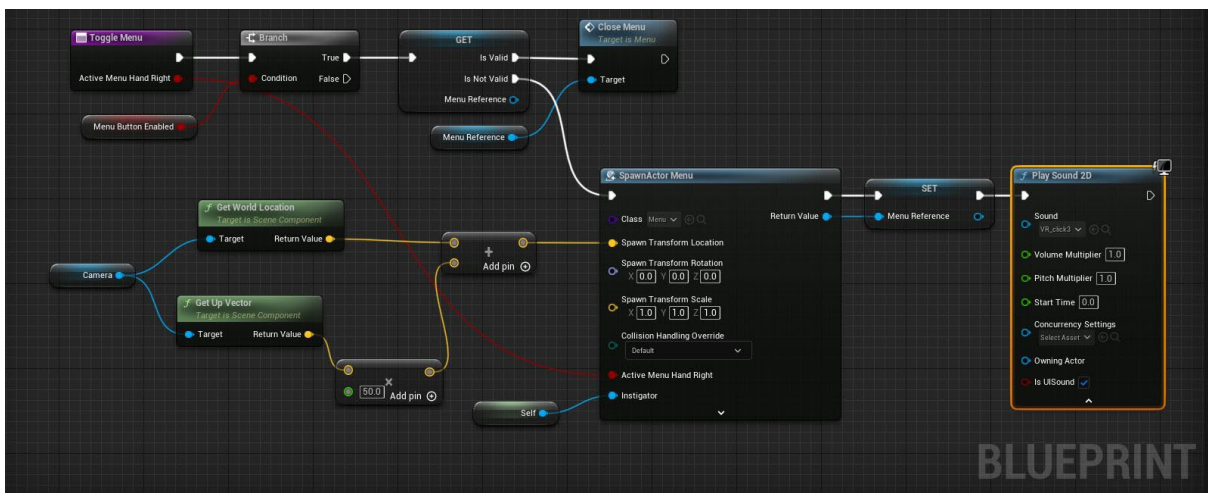 Toggle Menu
Active Menu Hand Right
Menu Button Enabled
Branch
True
Condition
False
GET
Is Valid
Is Not Valid
Menu Reference
Menu Reference
Close Menu
Target is Menu
Target
Camera
Get World Location
Target is Scene Component
Target
Return Value
Get Up Vector
Target is Scene Component
Target
Return Value
×
50.0
Add pin
+
Add pin
Self
SpawnActor Menu
Class Menu
Return Value
Spawn Transform Location
Spawn Transform Rotation
X 0.0 Y 0.0 Z 0.0
Spawn Transform Scale
X 1.0 Y 1.0 Z 1.0
Collision Handling Override
Default
Active Menu Hand Right
Instigator
SET
Menu Reference
f Play Sound 2D
Sound
VR_click3
Volume Multiplier 1.0
Pitch Multiplier 1.0
Start Time 0.0
Concurrency Settings
Select Asset
Owning Actor
Is UISound
BLUEPRINT